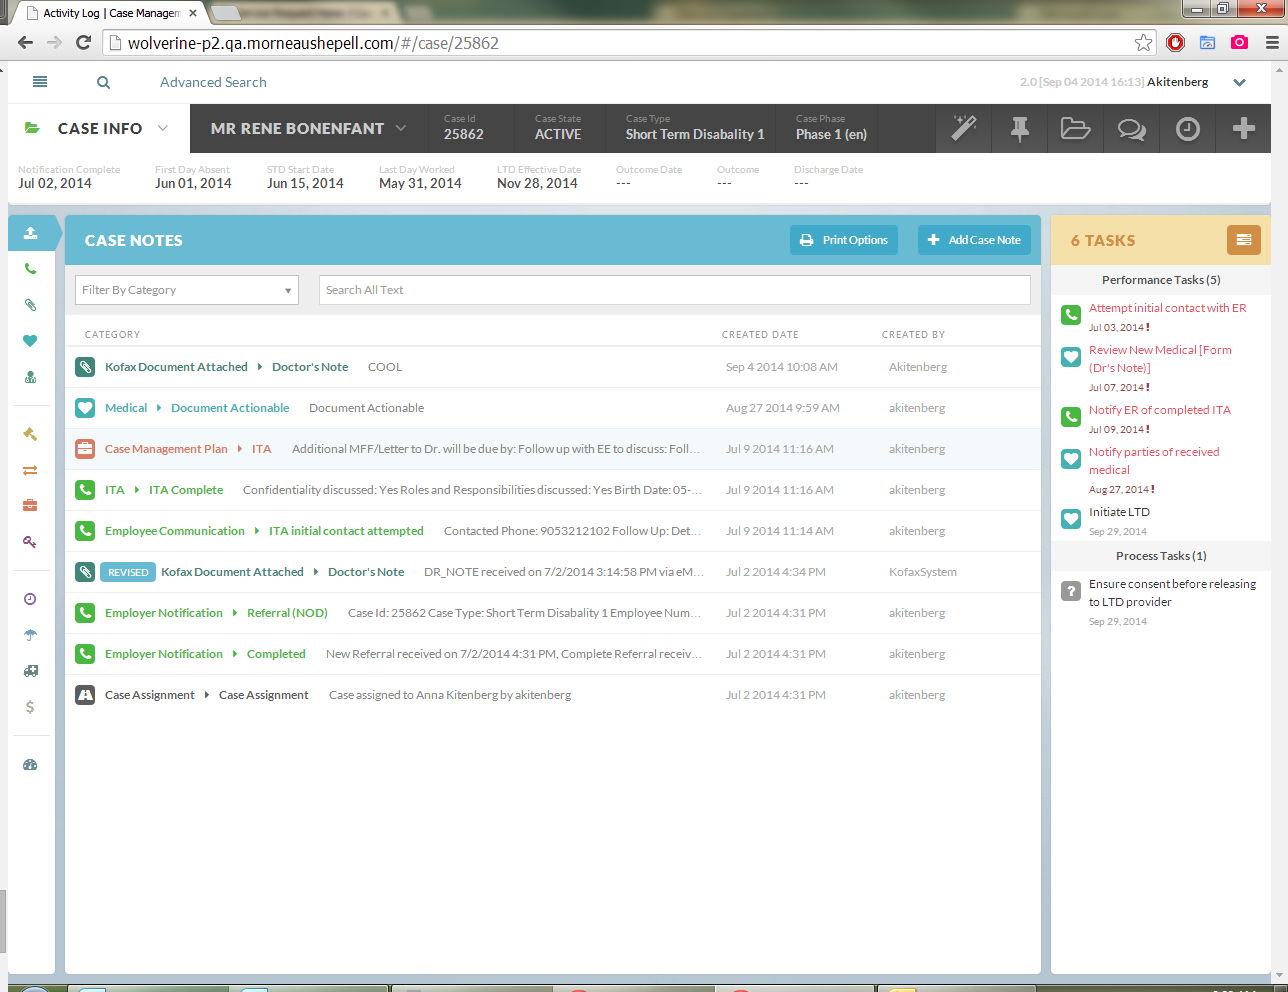 Activity Log | Case Managem
wolverine-p2.qa.morneaushepell.com/#/case/25862
Advanced Search
2.0 [Sep 04 2014 16:13] Akitenberg
CASE INFO
MR RENE BONENFANT
Case Id
25862
Case State
ACTIVE
Case Type
Short Term Disabality 1
Case Phase
Phase 1 (en)
Notification Complete
Jul 02, 2014
First Day Absent
Jun 01, 2014
STD Start Date
Jun 15, 2014
Last Day Worked
May 31, 2014
LTD Effective Date
Nov 28, 2014
Outcome Date
---
Outcome
---
Discharge Date
---
CASE NOTES
Print Options
Add Case Note
Filter By Category
Search All Text
CATEGORY CREATED DATE CREATED BY
Kofax Document Attached Doctor's Note COOL Sep 4 2014 10:08 AM Akitenberg
Medical Document Actionable Document Actionable Aug 27 2014 9:59 AM akitenberg
Case Management Plan ITA Additional MFF/Letter to Dr. will be due by: Follow up with EE to discuss: Foll... Jul 9 2014 11:16 AM akitenberg
ITA ITA Complete Confidentiality discussed: Yes Roles and Responsibilities discussed: Yes Birth Date: 05-... Jul 9 2014 11:16 AM akitenberg
Employee Communication ITA initial contact attempted Contacted Phone: 9053212102 Follow Up: Det... Jul 9 2014 11:14 AM akitenberg
REVISED Kofax Document Attached Doctor's Note DR_NOTE received on 7/2/2014 3:14:58 PM via eM... Jul 2 2014 4:34 PM KofaxSystem
Employer Notification Referral (NOD) Case Id: 25862 Case Type: Short Term Disabality 1 Employee Num... Jul 2 2014 4:31 PM akitenberg
Employer Notification Completed New Referral received on 7/2/2014 4:31 PM, Complete Referral receiv... Jul 2 2014 4:31 PM akitenberg
Case Assignment Case Assignment Case assigned to Anna Kitenberg by akitenberg Jul 2 2014 4:31 PM akitenberg
6 TASKS
Performance Tasks (5)
Attempt initial contact with ER
Jul 03, 2014 !
Review New Medical [Form
(Dr's Note)]
Jul 07, 2014 !
Notify ER of completed ITA
Jul 09, 2014 !
Notify parties of received
medical
Aug 27, 2014 !
Initiate LTD
Sep 29, 2014
Process Tasks (1)
Ensure consent before releasing
to LTD provider
Sep 29, 2014